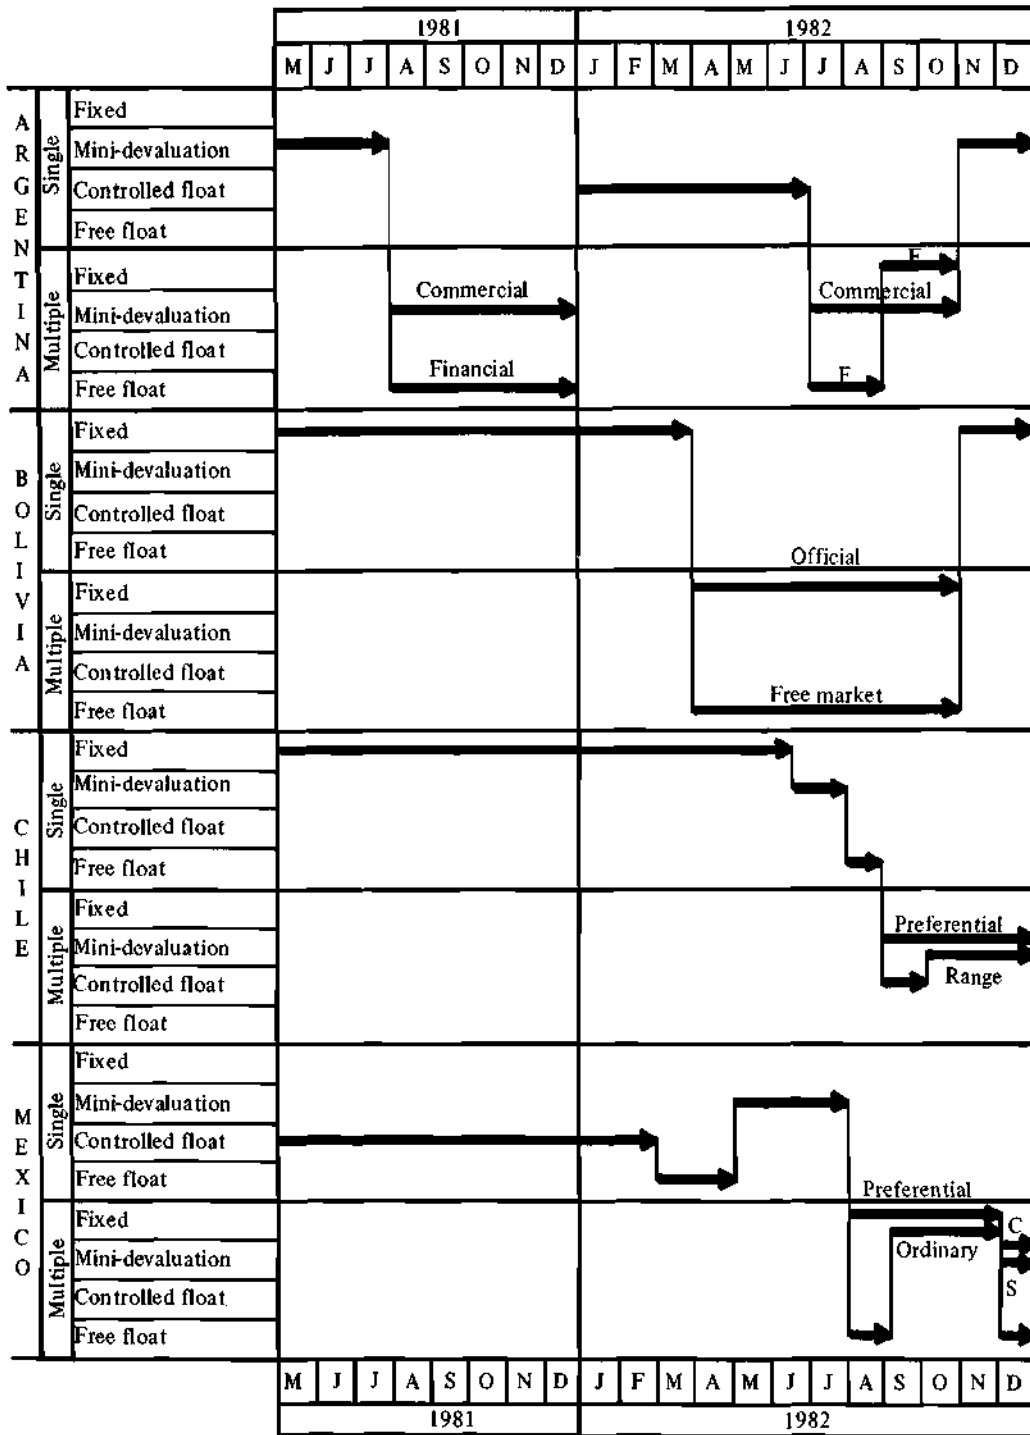 1981 1982
M J J A S O N D J F M A M J J A S O N D
ARGENTINA
Single
Fixed
Mini-devaluation
Controlled float
Free float
Multiple
Fixed
Mini-devaluation
Controlled float
Free float
Commercial
Financial
F
Commercial
F
BOLIVIA
Single
Fixed
Mini-devaluation
Controlled float
Free float
Multiple
Fixed
Mini-devaluation
Controlled float
Free float
Official
Free market
CHILE
Single
Fixed
Mini-devaluation
Controlled float
Free float
Multiple
Fixed
Mini-devaluation
Controlled float
Free float
Preferential
Range
MEXICO
Single
Fixed
Mini-devaluation
Controlled float
Free float
Multiple
Fixed
Mini-devaluation
Controlled float
Free float
Preferential
Ordinary
C
S
M J J A S O N D J F M A M J J A S O N D
1981 1982